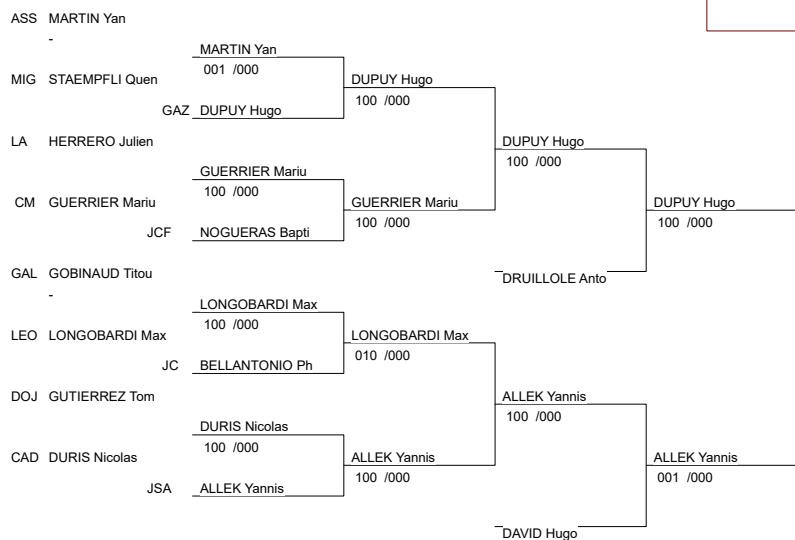 ASS MARTIN Yan
-
MARTIN Yan
001 /000
MIG STAEMPFLI Quen
DUPUY Hugo
100 /000
GAZ DUPUY Hugo
LA HERRERO Julien
DUPUY Hugo
100 /000
GUERRIER Mariu
100 /000
CM GUERRIER Mariu
GUERRIER Mariu
100 /000
DUPUY Hugo
100 /000
JCF NOGUERAS Bapti
GAL GOBINAUD Titou
-
DRUILLOLE Anto
LONGOBARDI Max
100 /000
LEO LONGOBARDI Max
LONGOBARDI Max
010 /000
JC BELLANTONIO Ph
DOJ GUTIERREZ Tom
ALLEK Yannis
100 /000
DURIS Nicolas
100 /000
CAD DURIS Nicolas
ALLEK Yannis
100 /000
ALLEK Yannis
001 /000
JSA ALLEK Yannis
DAVID Hugo